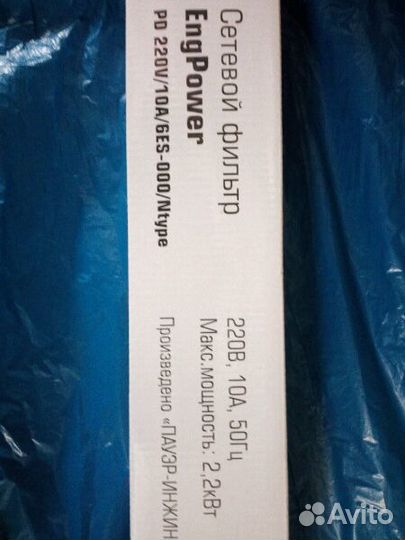 Сетевой фильтр
EngPower
PD 220V/10A/6ES-000/Ntype
220В, 10А, 50Гц
Макс.мощность: 2,2кВт
Произведено «ПАУЭР-ИНЖИН
Avito